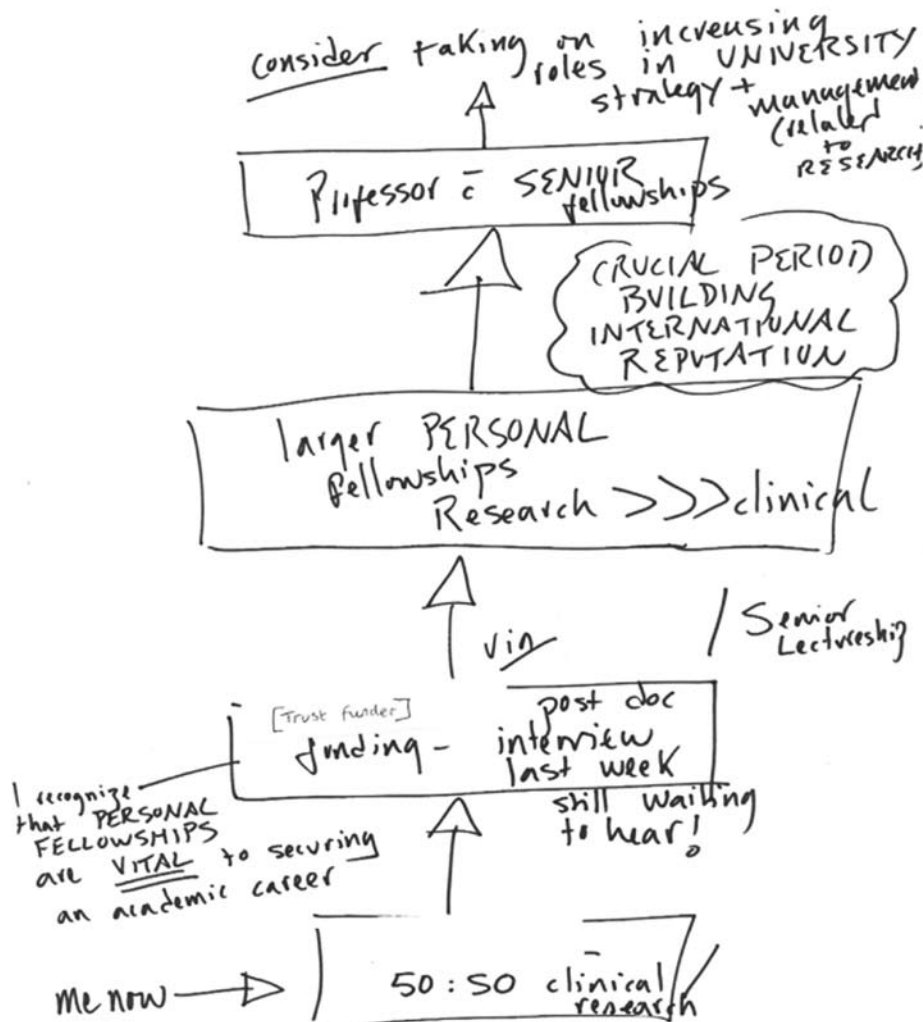 consider taking on increasing
roles in UNIVERSITY
strategy +
management
(related
to
RESEARCH)
Professor c̄ SENIOR
fellowships
CRUCIAL PERIOD
BUILDING
INTERNATIONAL
REPUTATION
larger PERSONAL
fellowships
Research >>> clinical
via
Senior
Lectureship
[Trust funder]
funding - post doc
interview
last week
still waiting
to hear!
I recognize
that PERSONAL
FELLOWSHIPS
are VITAL to securing
an academic career
me now
50:50 clinical
research